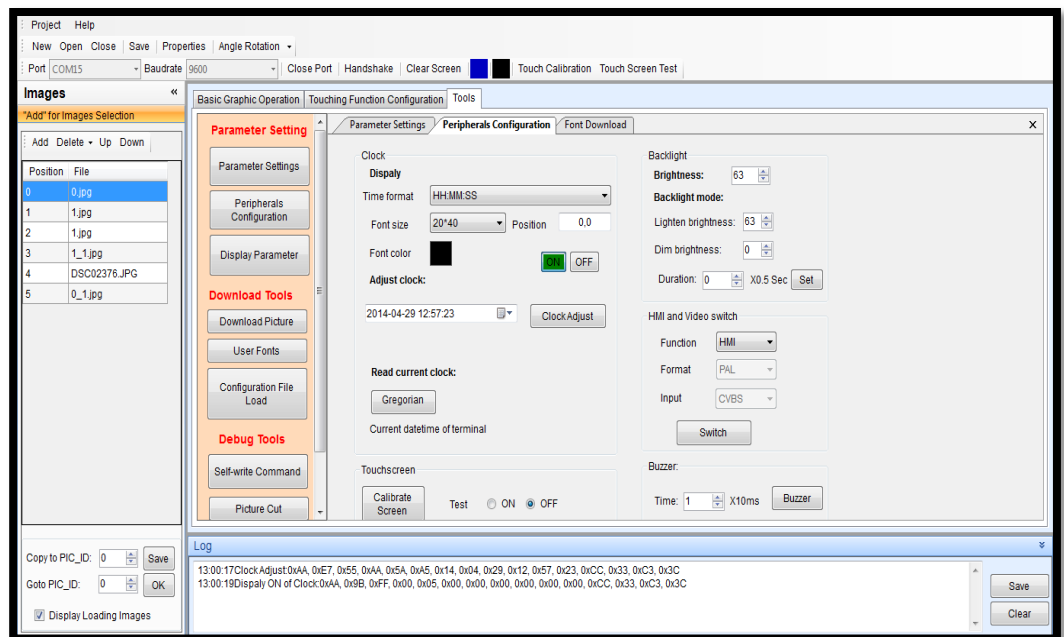 Project Help
New Open Close Save Properties Angle Rotation
Port COM15 Baudrate 9600 Close Port Handshake Clear Screen Touch Calibration Touch Screen Test
Images «
"Add" for Images Selection
Add Delete Up Down
Position File
0 0.jpg
1 1.jpg
2 1.jpg
3 1_1.jpg
4 DSC02376.JPG
5 0_1.jpg
Copy to PIC_ID: 0 Save
Goto PIC_ID: 0 OK
Display Loading Images
Basic Graphic Operation Touching Function Configuration Tools
Parameter Setting
Parameter Settings
Peripherals
Configuration
Display Parameter
Download Tools
Download Picture
User Fonts
Configuration File
Load
Debug Tools
Self-write Command
Picture Cut
Parameter Settings Peripherals Configuration Font Download X
Clock
Dispaly
Time format HH:MM:SS
Font size 20*40 Position 0,0
Font color ON OFF
Adjust clock:
2014-04-29 12:57:23 Clock Adjust
Read current clock:
Gregorian
Current datetime of terminal
Touchscreen
Calibrate
Screen
Test ON OFF
Backlight
Brightness: 63
Backlight mode:
Lighten brightness: 63
Dim brightness: 0
Duration: 0 X0.5 Sec Set
HMI and Video switch
Function HMI
Format PAL
Input CVBS
Switch
Buzzer:
Time: 1 X10ms Buzzer
Log
13:00:17Clock Adjust:0xAA, 0xE7, 0x55, 0xAA, 0x5A, 0xA5, 0x14, 0x04, 0x29, 0x12, 0x57, 0x23, 0xCC, 0x33, 0xC3, 0x3C
13:00:19Dispaly ON of Clock:0xAA, 0x9B, 0xFF, 0x00, 0x05, 0x00, 0x00, 0x00, 0x00, 0x00, 0x00, 0xCC, 0x33, 0xC3, 0x3C
Save
Clear